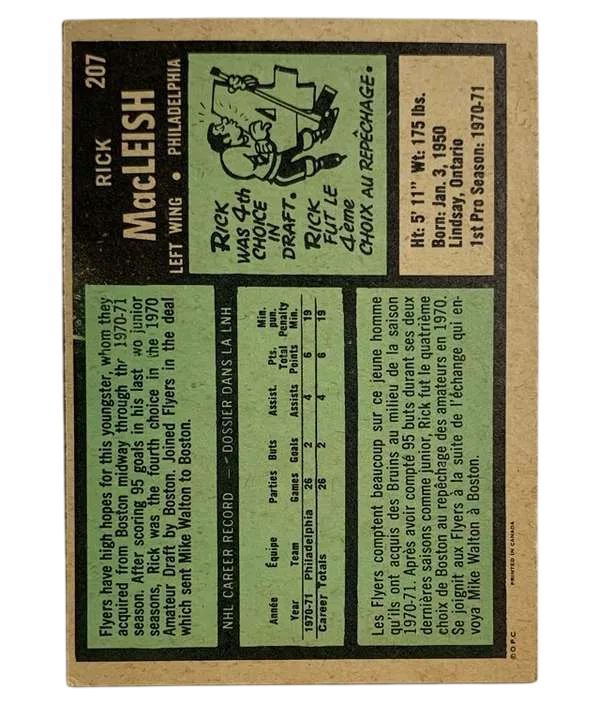 207
RICK
MacLEISH
LEFT WING • PHILADELPHIA
Flyers have high hopes for this youngster, whom they
acquired from Boston midway through the 1970-71
season. After scoring 95 goals in his last two junior
seasons, Rick was the fourth choice in the 1970
Amateur Draft by Boston. Joined Flyers in the deal
which sent Mike Walton to Boston.
4
RICK
WAS 4th
CHOICE
IN
DRAFT.
RICK
FUT LE
4ème
CHOIX AU REPÊCHAGE.
NHL CAREER RECORD — DOSSIER DANS LA LNH
Année Équipe Parties Buts Assist. Pts. Total Min. pun.
Year Team Games Goals Assists Points Penalty Min.
1970-71 Philadelphia 26 2 4 6 19
Career Totals 26 2 4 6 19
Ht: 5' 11" Wt: 175 lbs.
Born: Jan. 3, 1950
Lindsay, Ontario
1st Pro Season: 1970-71
Les Flyers comptent beaucoup sur ce jeune homme
qu'ils ont acquis des Bruins au milieu de la saison
1970-71. Après avoir compté 95 buts durant ses deux
dernières saisons comme junior, Rick fut le quatrième
choix de Boston au repêchage des amateurs en 1970.
Se joignit aux Flyers à la suite de l'échange qui en-
voya Mike Walton à Boston.
© O.P.C. PRINTED IN CANADA